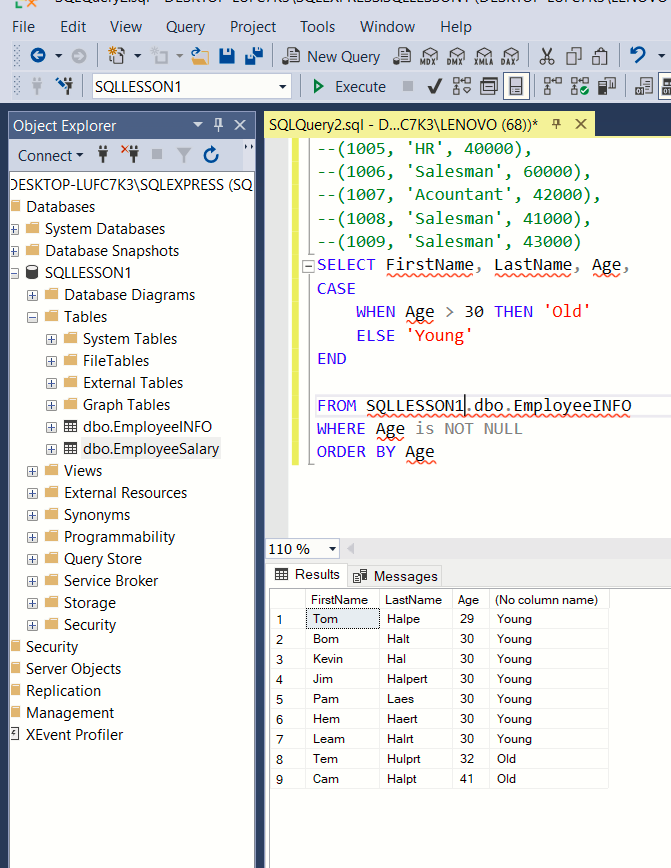 SQLQuery2.sql - DESKTOP-LUFC7K3\SQLEXPRESS.SQLLESSON1 (DESKTOP-LUFC7K3\LENOVO
File Edit View Query Project Tools Window Help
New Query MDX DMX XMLA DAX
SQLLESSON1 Execute
Object Explorer
Connect
DESKTOP-LUFC7K3\SQLEXPRESS (SQ
Databases
System Databases
Database Snapshots
SQLLESSON1
Database Diagrams
Tables
System Tables
FileTables
External Tables
Graph Tables
dbo.EmployeeINFO
dbo.EmployeeSalary
Views
External Resources
Synonyms
Programmability
Query Store
Service Broker
Storage
Security
Security
Server Objects
Replication
Management
XEvent Profiler
SQLQuery2.sql - D...C7K3\LENOVO (68))*
--(1005, 'HR', 40000),
--(1006, 'Salesman', 60000),
--(1007, 'Acountant', 42000),
--(1008, 'Salesman', 41000),
--(1009, 'Salesman', 43000)
SELECT FirstName, LastName, Age,
CASE
WHEN Age > 30 THEN 'Old'
ELSE 'Young'
END
FROM SQLLESSON1.dbo.EmployeeINFO
WHERE Age is NOT NULL
ORDER BY Age
110 %
Results Messages
FirstName LastName Age (No column name)
1 Tom Halpe 29 Young
2 Bom Halt 30 Young
3 Kevin Hal 30 Young
4 Jim Halpert 30 Young
5 Pam Laes 30 Young
6 Hem Haert 30 Young
7 Leam Halrt 30 Young
8 Tem Hulprt 32 Old
9 Cam Halpt 41 Old